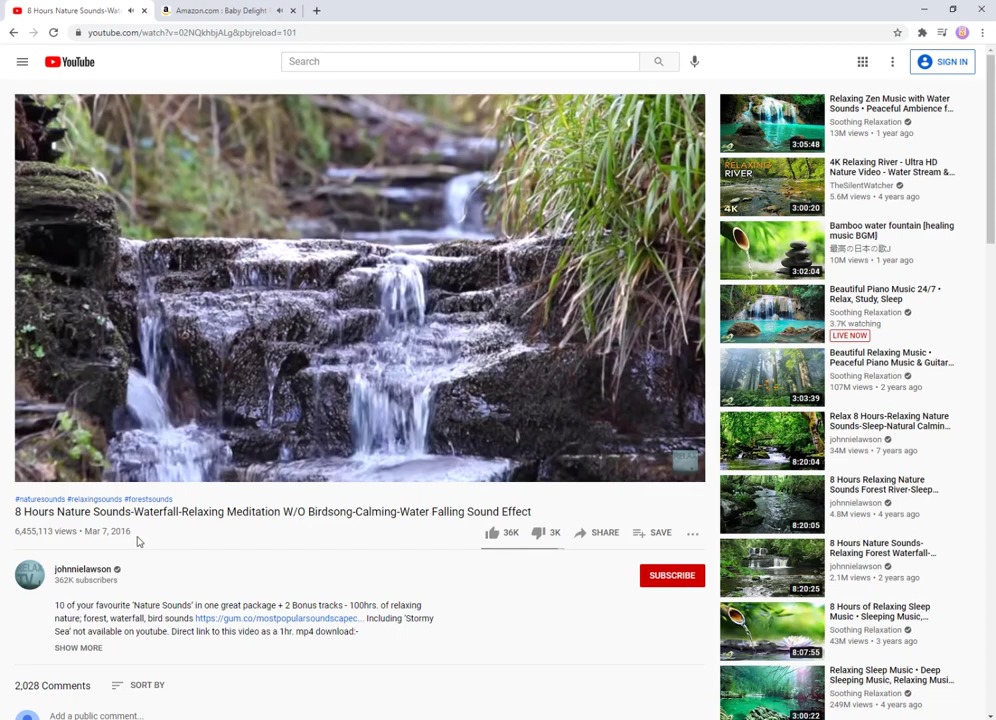 8 Hours Nature Sounds-Wat
Amazon.com : Baby Delight
youtube.com/watch?v=02NQkhbjALg&pbjreload=101
YouTube
Search
SIGN IN
RELAX
#naturesounds #relaxingsounds #forestsounds
8 Hours Nature Sounds-Waterfall-Relaxing Meditation W/O Birdsong-Calming-Water Falling Sound Effect
6,455,113 views • Mar 7, 2016
36K
3K
SHARE
SAVE
johnnielawson
362K subscribers
SUBSCRIBE
10 of your favourite 'Nature Sounds' in one great package + 2 Bonus tracks - 100hrs. of relaxing
nature; forest, waterfall, bird sounds https://gum.co/mostpopularsoundscapec... Including 'Stormy
Sea' not available on youtube. Direct link to this video as a 1hr. mp4 download:-
SHOW MORE
2,028 Comments
SORT BY
Add a public comment...
3:05:48
Relaxing Zen Music with Water
Sounds • Peaceful Ambience f...
Soothing Relaxation
13M views • 1 year ago
RELAXING
RIVER
4K
3:00:20
4K Relaxing River - Ultra HD
Nature Video - Water Stream &...
TheSilentWatcher
5.6M views • 4 years ago
3:02:04
Bamboo water fountain [healing
music BGM]
最高の日本の歌J
10M views • 1 year ago
Beautiful Piano Music 24/7 •
Relax, Study, Sleep
Soothing Relaxation
3.7K watching
LIVE NOW
3:03:39
Beautiful Relaxing Music •
Peaceful Piano Music & Guitar...
Soothing Relaxation
107M views • 2 years ago
8:20:04
Relax 8 Hours-Relaxing Nature
Sounds-Sleep-Natural Calmin...
johnnielawson
34M views • 7 years ago
8:20:05
8 Hours Relaxing Nature
Sounds Forest River-Sleep...
johnnielawson
4.8M views • 4 years ago
8:20:25
8 Hours Nature Sounds-
Relaxing Forest Waterfall-...
johnnielawson
2.1M views • 2 years ago
8:07:55
8 Hours of Relaxing Sleep
Music • Sleeping Music,...
Soothing Relaxation
43M views • 3 years ago
3:00:22
Relaxing Sleep Music • Deep
Sleeping Music, Relaxing Musi...
Soothing Relaxation
249M views • 4 years ago